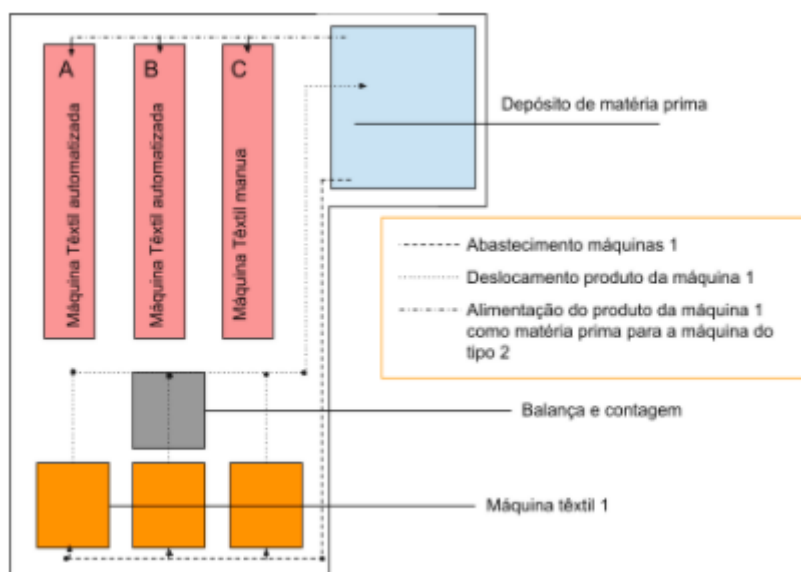 A
B
C
Máquina Têxtil automatizada
Máquina Têxtil automatizada
Máquina Têxtil manua
Depósito de matéria prima
Abastecimento máquinas 1
Deslocamento produto da máquina 1
Alimentação do produto da máquina 1
como matéria prima para a máquina do
tipo 2
Balança e contagem
Máquina têxtil 1